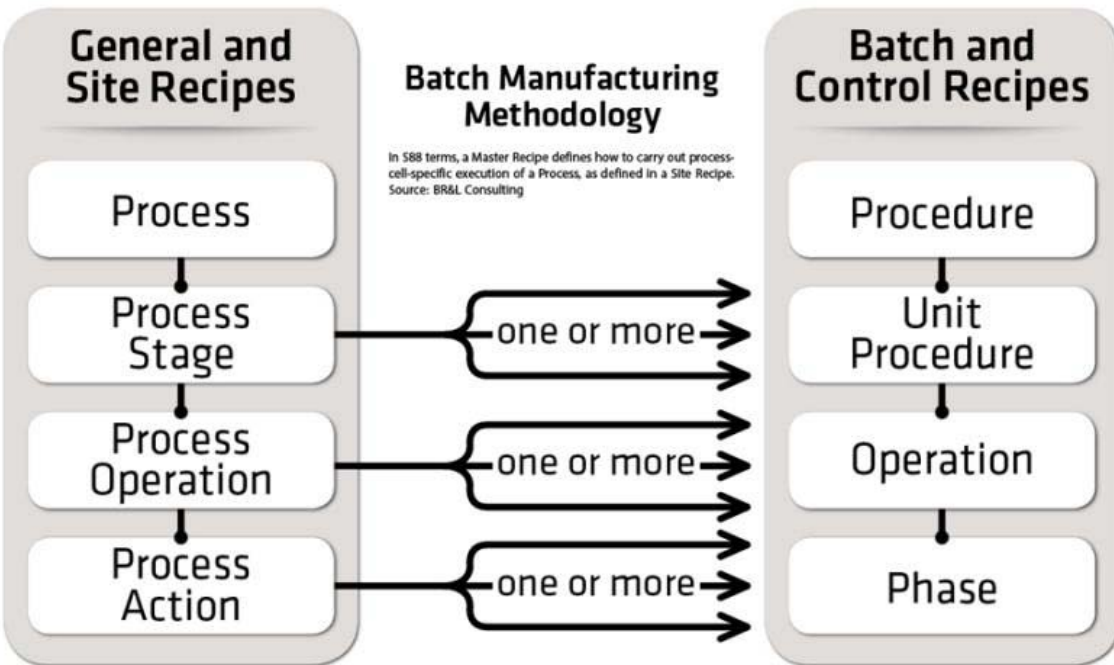 General and
Site Recipes
Process
Process
Stage
Process
Operation
Process
Action
Batch Manufacturing
Methodology
In S88 terms, a Master Recipe defines how to carry out process-
cell-specific execution of a Process, as defined in a Site Recipe.
Source: BR&L Consulting
one or more
one or more
one or more
Batch and
Control Recipes
Procedure
Unit
Procedure
Operation
Phase